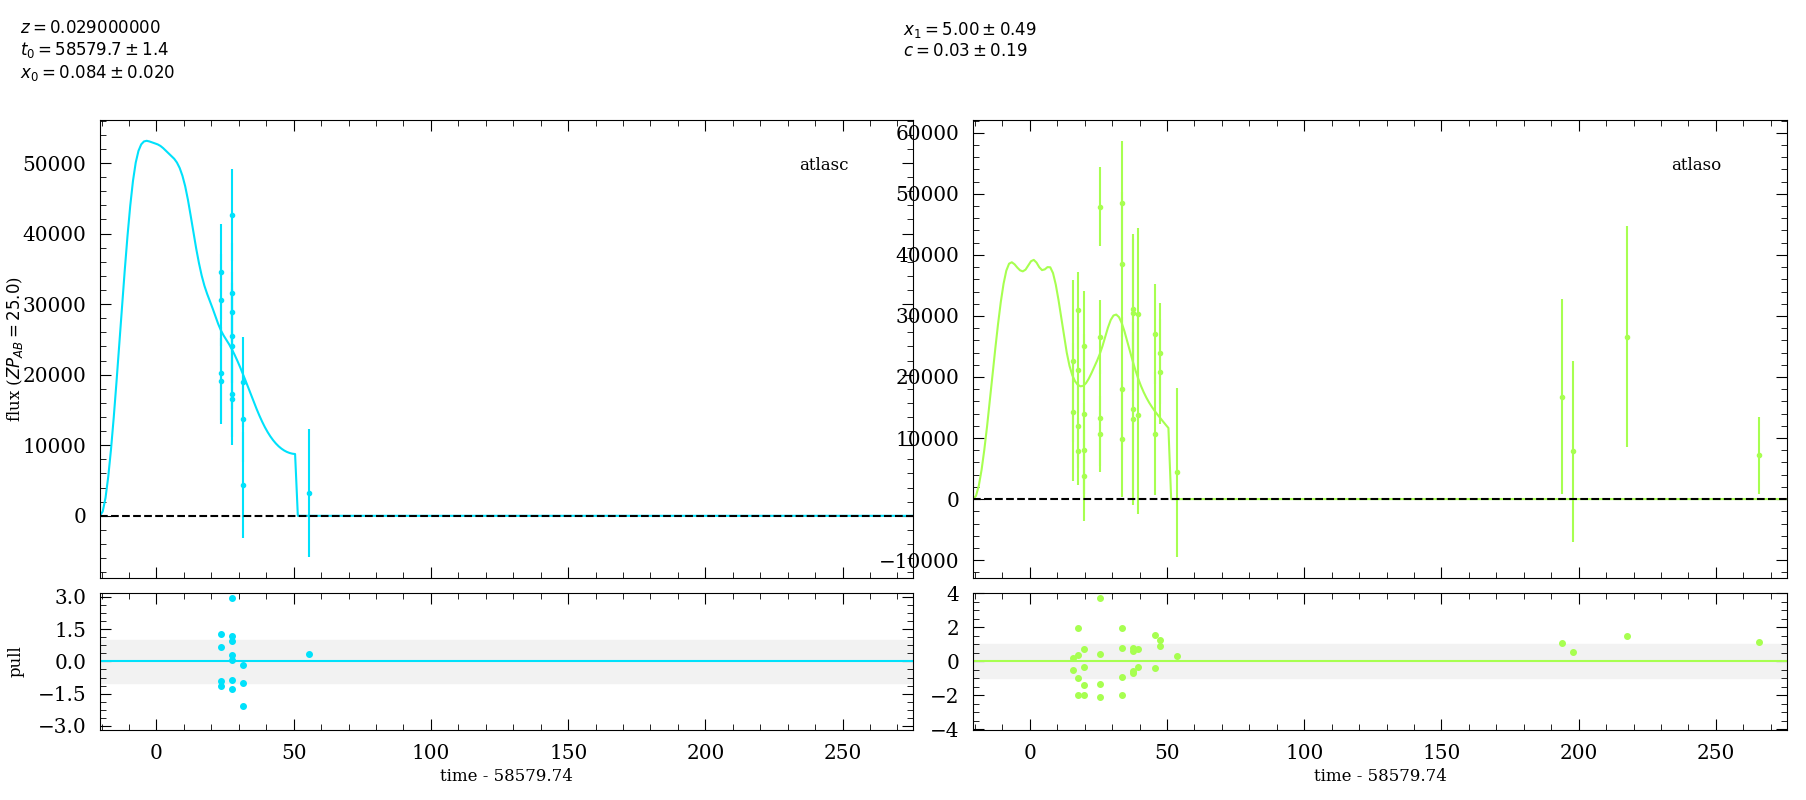 z = 0.029000000
t0 = 58579.7 ± 1.4
x0 = 0.084 ± 0.020
x1 = 5.00 ± 0.49
c = 0.03 ± 0.19
atlasc
50000
40000
30000
20000
10000
0
flux (ZPAB = 25.0)
atlaso
60000
50000
40000
30000
20000
10000
0
−10000
3.0
1.5
0.0
−1.5
−3.0
pull
0 50 100 150 200 250
time - 58579.74
4
2
0
−2
−4
0 50 100 150 200 250
time - 58579.74